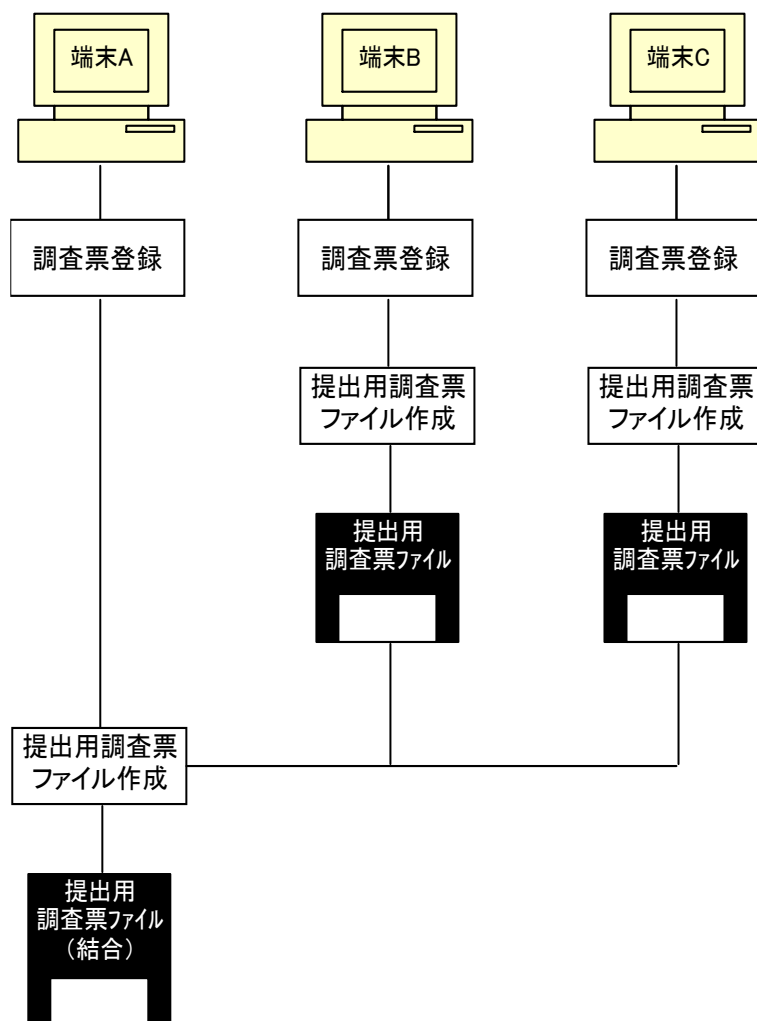 端末A
端末B
端末C
調査票登録
調査票登録
調査票登録
提出用調査票
ファイル作成
提出用調査票
ファイル作成
提出用
調査票ファイル
提出用
調査票ファイル
提出用調査票
ファイル作成
提出用
調査票ファイル
（結合）